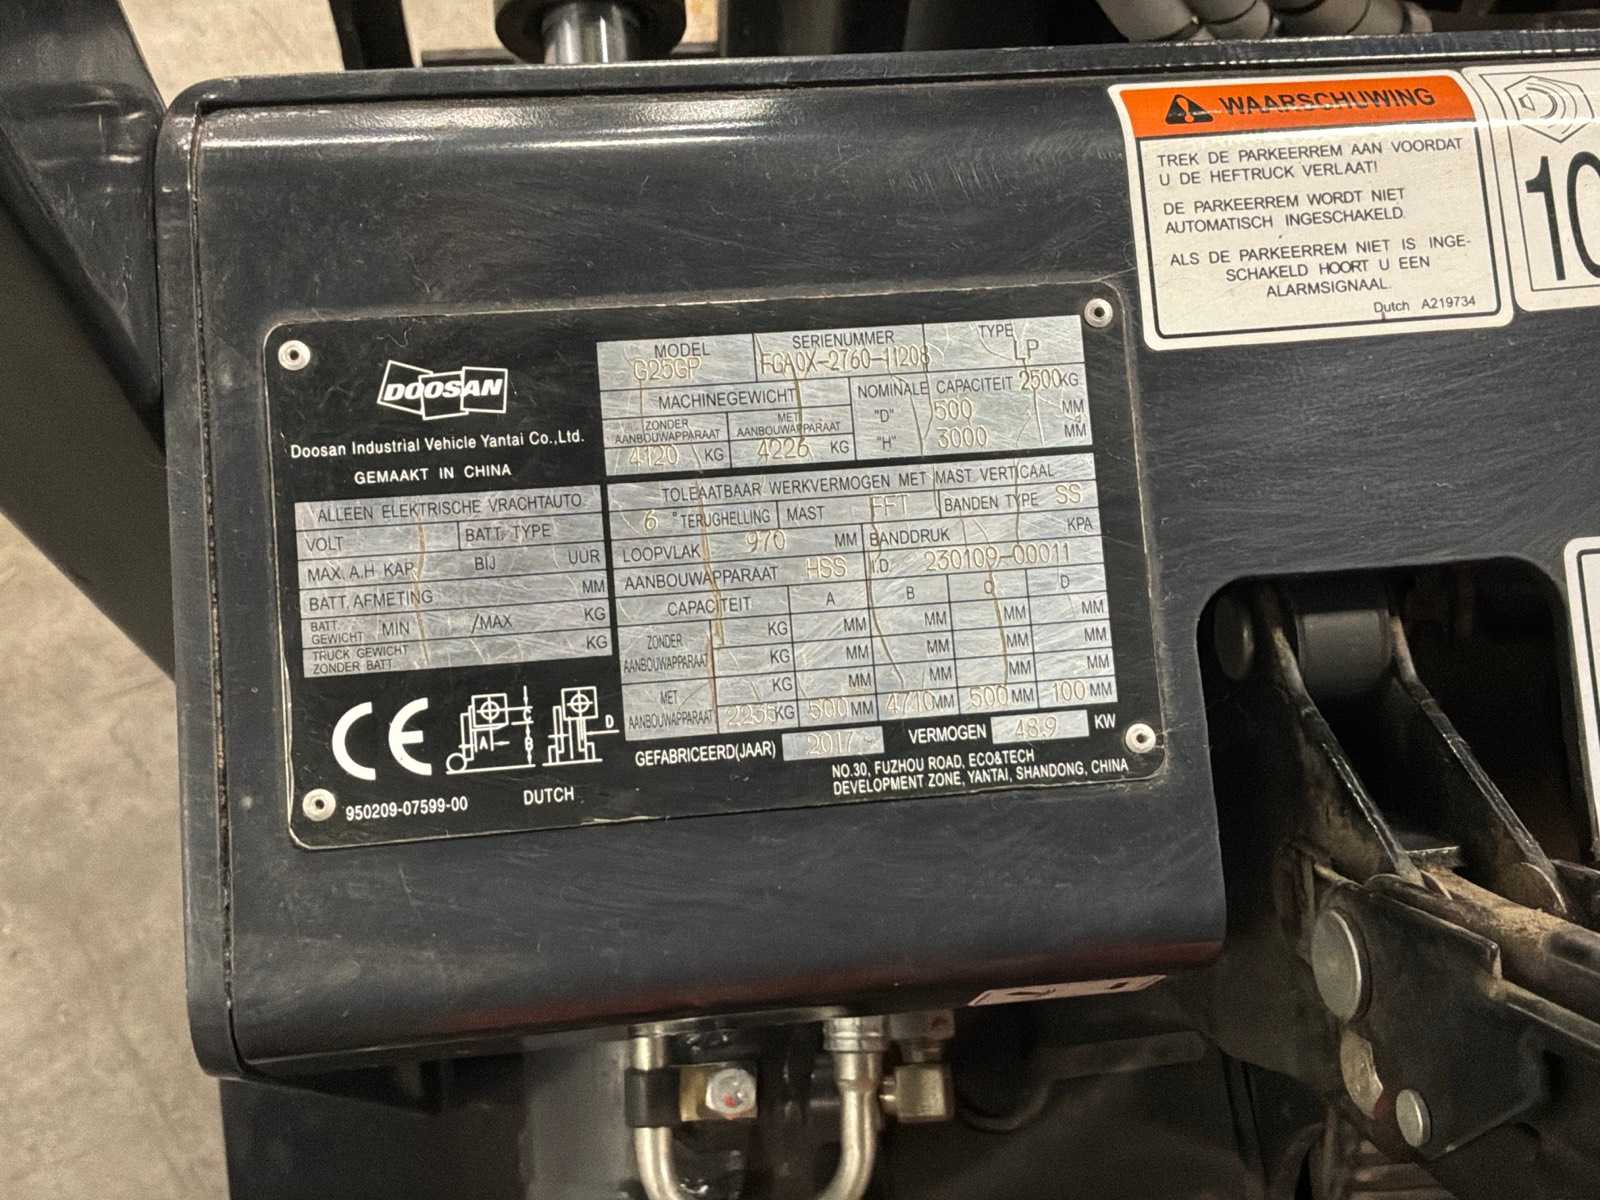 WAARSCHUWING
TREK DE PARKEERREM AAN VOORDAT
U DE HEFTRUCK VERLAAT!
DE PARKEERREM WORDT NIET
AUTOMATISCH INGESCHAKELD.
ALS DE PARKEERREM NIET IS INGE-
SCHAKELD HOORT U EEN
ALARMSIGNAAL.
Dutch A219734
10
DOOSAN
Doosan Industrial Vehicle Yantai Co.,Ltd.
GEMAAKT IN CHINA
ALLEEN ELEKTRISCHE VRACHTAUTO
VOLT BATT. TYPE
MAX. A.H KAP. BIJ UUR
BATT. AFMETING MM
BATT. GEWICHT MIN /MAX KG
TRUCK GEWICHT ZONDER BATT. KG
CE
A B C D
950209-07599-00 DUTCH
MODEL SERIENUMMER TYPE
G25GP FGA0X-2760-11208 LP
MACHINEGEWICHT NOMINALE CAPACITEIT 2500KG
ZONDER AANBOUWAPPARAAT MET AANBOUWAPPARAAT "D" 500 MM
4120 KG 4226 KG "H" 3000 MM
TOLEAATBAAR WERKVERMOGEN MET MAST VERTICAAL
6 ° TERUGHELLING MAST FFT BANDEN TYPE SS
LOOPVLAK 970 MM BANDDRUK KPA
AANBOUWAPPARAAT HSS I.D. 230109-00011
CAPACITEIT A B C D
ZONDER AANBOUWAPPARAAT KG MM MM MM MM
KG MM MM MM MM
MET AANBOUWAPPARAAT KG MM MM MM MM
2235KG 500 MM 4710MM 500 MM 100 MM
GEFABRICEERD(JAAR) 2017 VERMOGEN 48.9 KW
NO.30, FUZHOU ROAD, ECO&TECH
DEVELOPMENT ZONE, YANTAI, SHANDONG, CHINA